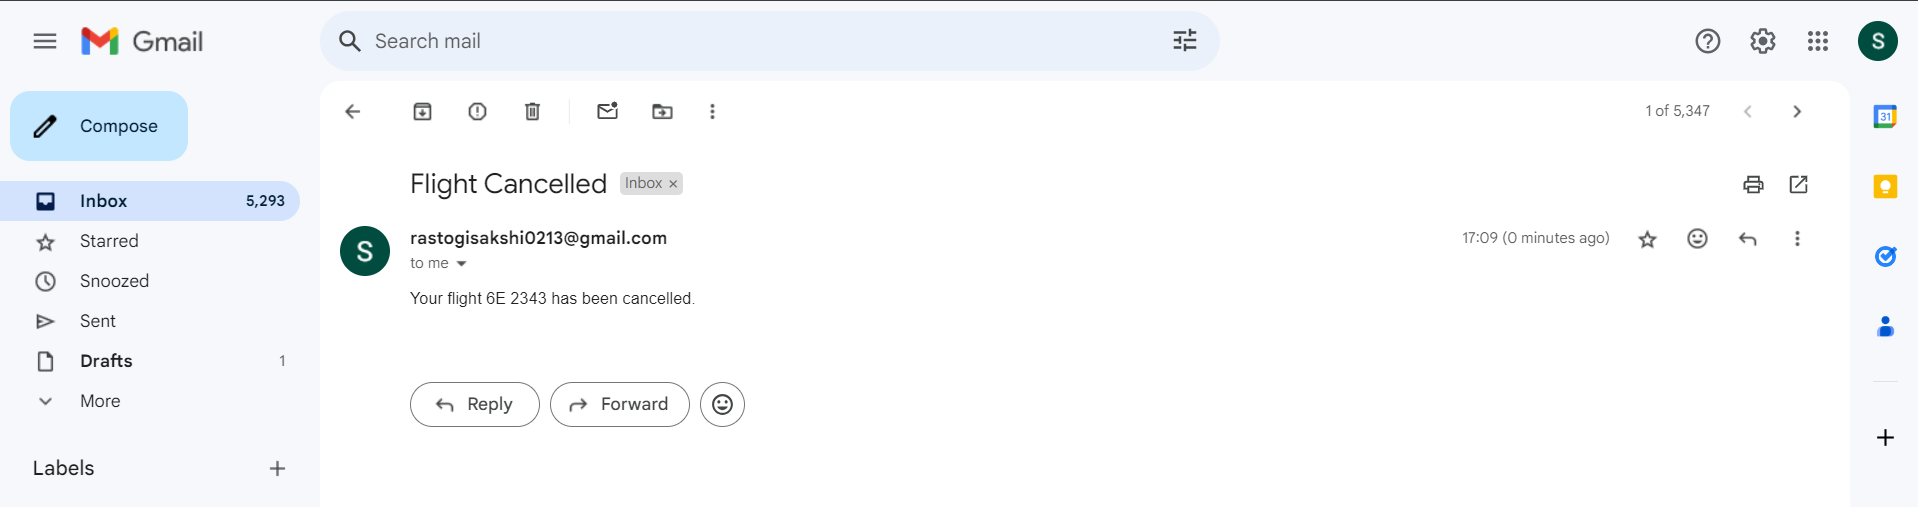 Gmail
Search mail
S
Compose
1 of 5,347
31
Flight Cancelled Inbox ×
Inbox 5,293
Starred
S
rastogisakshi0213@gmail.com 17:09 (0 minutes ago)
to me
Snoozed
Your flight 6E 2343 has been cancelled.
Sent
Drafts 1
More
Reply Forward
Labels